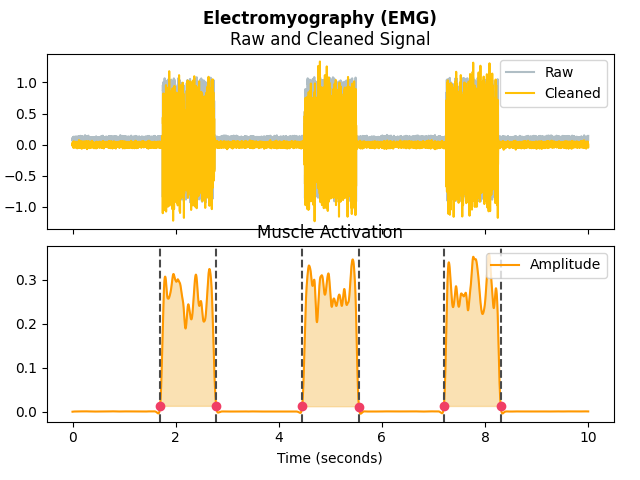 Electromyography (EMG)
Raw and Cleaned Signal
1.0
0.5
0.0
−0.5
−1.0
Raw
Cleaned
Muscle Activation
0.3
0.2
0.1
0.0
Amplitude
0 2 4 6 8 10
Time (seconds)